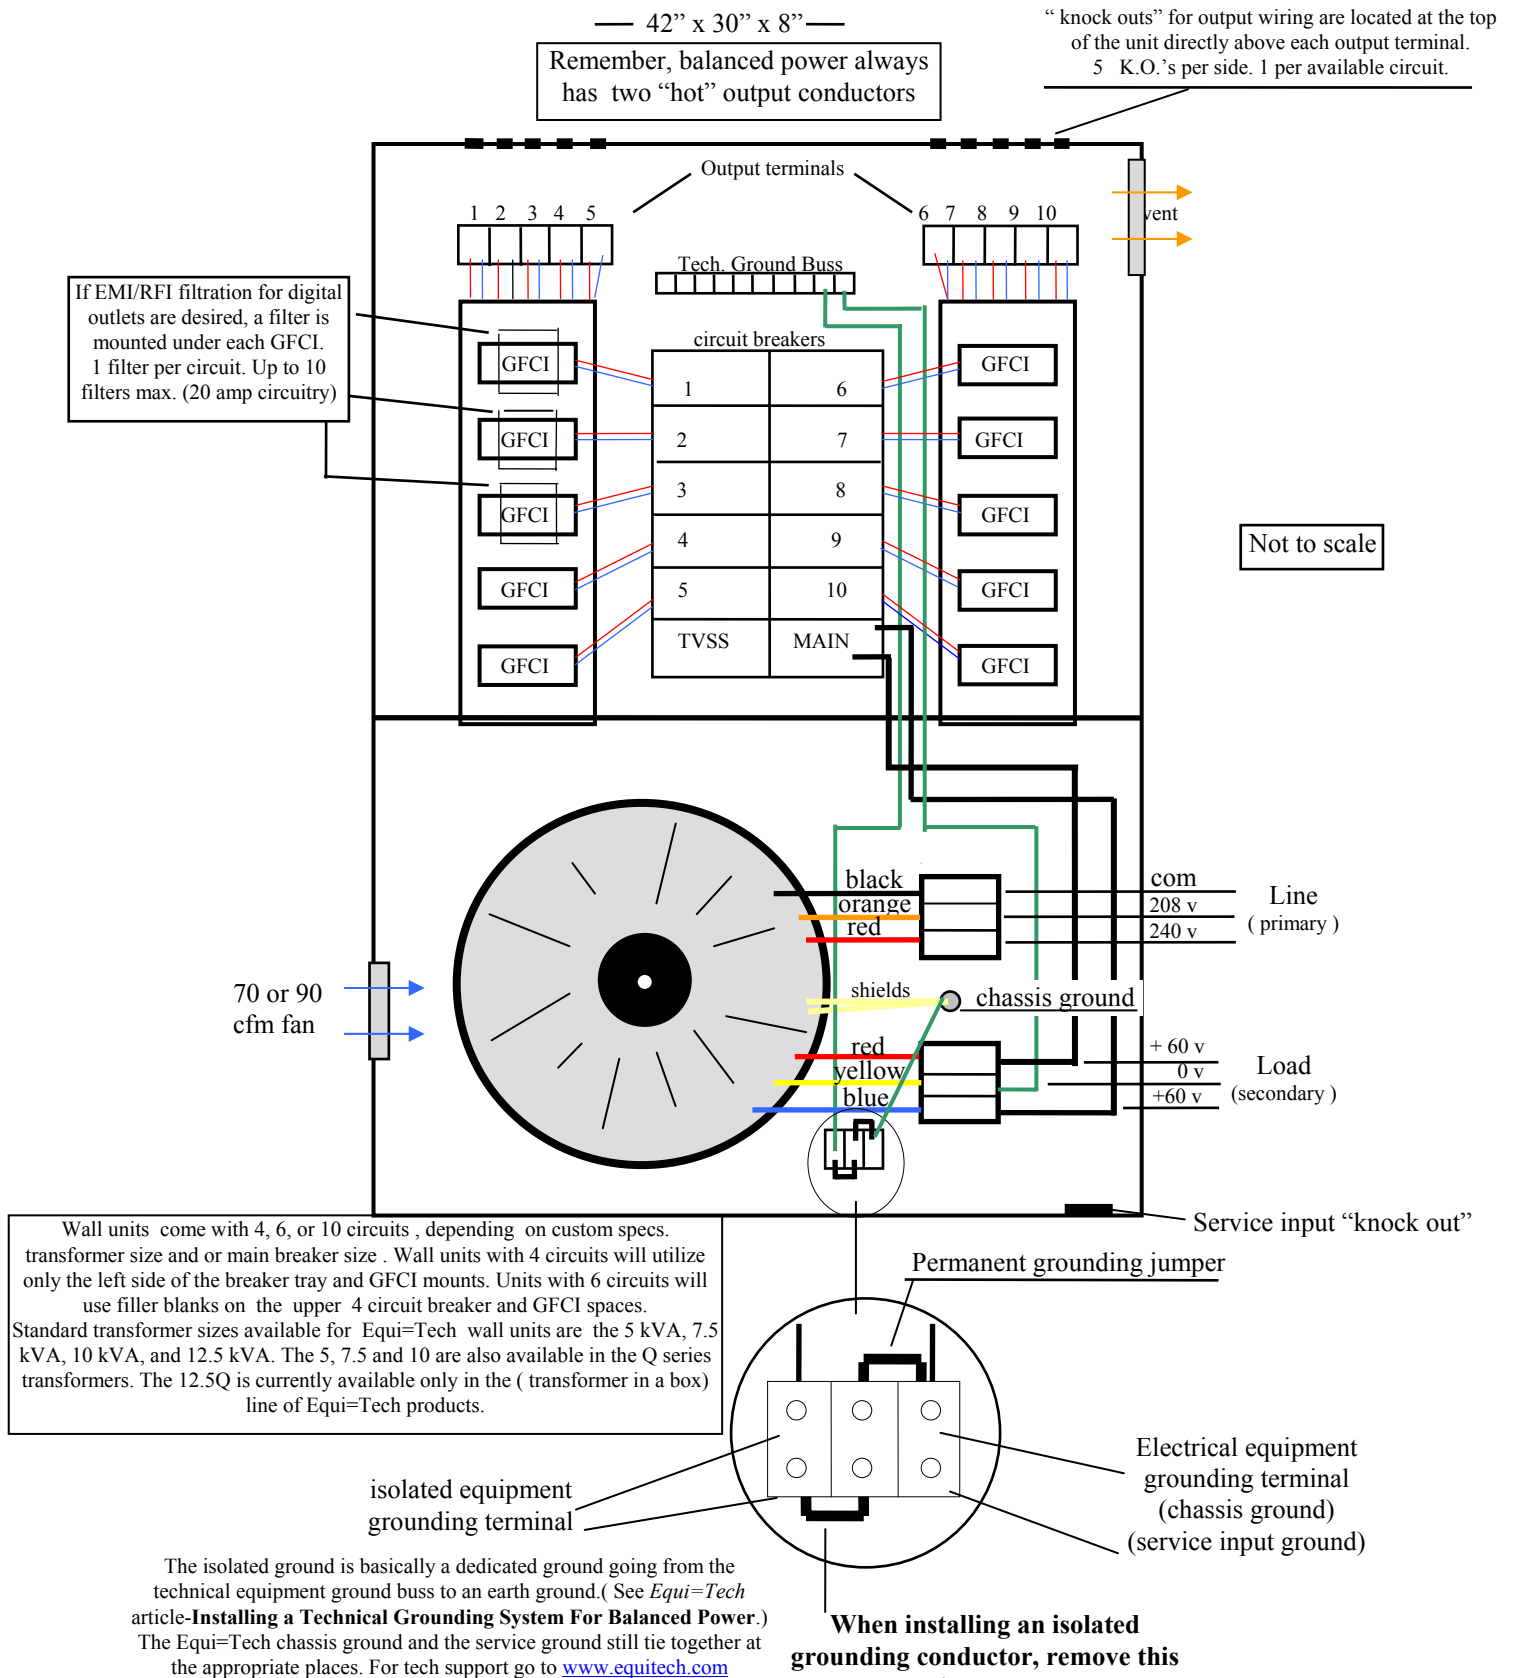 42” x 30” x 8”
Remember, balanced power always
has two “hot” output conductors
“ knock outs” for output wiring are located at the top
of the unit directly above each output terminal.
5 K.O.’s per side. 1 per available circuit.
Output terminals
1 2 3 4 5
6 7 8 9 10
vent
Tech. Ground Buss
If EMI/RFI filtration for digital
outlets are desired, a filter is
mounted under each GFCI.
1 filter per circuit. Up to 10
filters max. (20 amp circuitry)
circuit breakers
GFCI
1
6
GFCI
GFCI
2
7
GFCI
GFCI
3
8
GFCI
GFCI
4
9
GFCI
GFCI
5
10
GFCI
TVSS
MAIN
Not to scale
black
orange
red
com
208 v
240 v
Line
( primary )
70 or 90
cfm fan
shields
chassis ground
red
yellow
blue
+ 60 v
0 v
+60 v
Load
(secondary )
Service input “knock out”
Wall units come with 4, 6, or 10 circuits , depending on custom specs.
transformer size and or main breaker size . Wall units with 4 circuits will utilize
only the left side of the breaker tray and GFCI mounts. Units with 6 circuits will
use filler blanks on the upper 4 circuit breaker and GFCI spaces.
Standard transformer sizes available for Equi=Tech wall units are the 5 kVA, 7.5
kVA, 10 kVA, and 12.5 kVA. The 5, 7.5 and 10 are also available in the Q series
transformers. The 12.5Q is currently available only in the ( transformer in a box)
line of Equi=Tech products.
Permanent grounding jumper
isolated equipment
grounding terminal
Electrical equipment
grounding terminal
(chassis ground)
(service input ground)
The isolated ground is basically a dedicated ground going from the
technical equipment ground buss to an earth ground.( See Equi=Tech
article-Installing a Technical Grounding System For Balanced Power.)
The Equi=Tech chassis ground and the service ground still tie together at
the appropriate places. For tech support go to www.equitech.com
When installing an isolated
grounding conductor, remove this